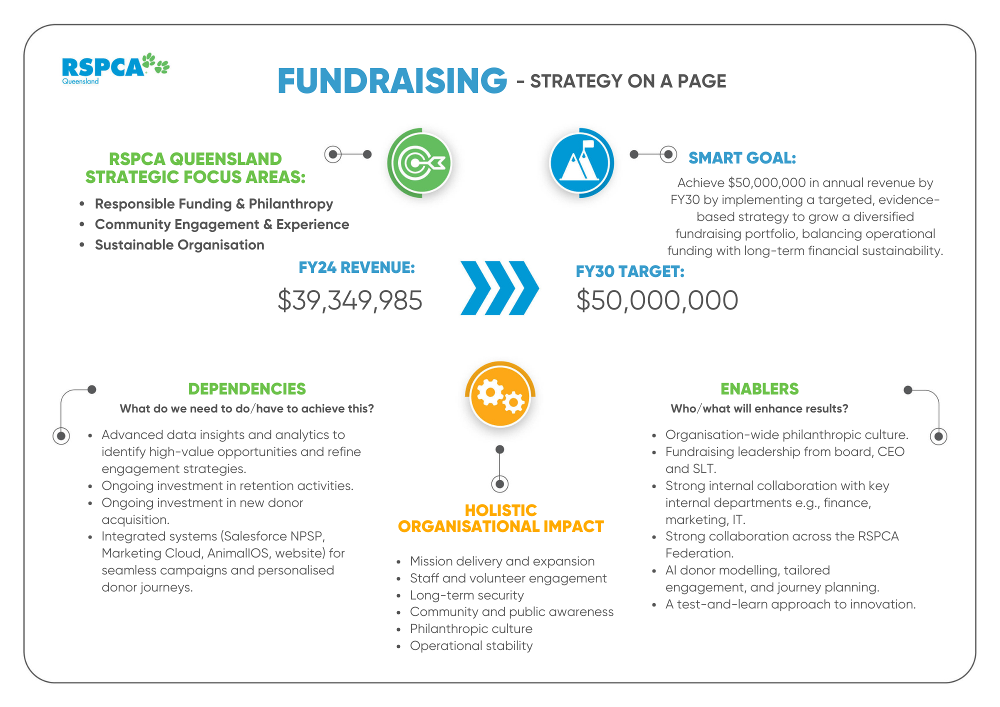 RSPCA
Queensland
FUNDRAISING - STRATEGY ON A PAGE
RSPCA QUEENSLAND
STRATEGIC FOCUS AREAS:
• Responsible Funding & Philanthropy
• Community Engagement & Experience
• Sustainable Organisation
SMART GOAL:
Achieve $50,000,000 in annual revenue by
FY30 by implementing a targeted, evidence-
based strategy to grow a diversified
fundraising portfolio, balancing operational
funding with long-term financial sustainability.
FY24 REVENUE:
$39,349,985
FY30 TARGET:
$50,000,000
DEPENDENCIES
What do we need to do/have to achieve this?
• Advanced data insights and analytics to
identify high-value opportunities and refine
engagement strategies.
• Ongoing investment in retention activities.
• Ongoing investment in new donor
acquisition.
• Integrated systems (Salesforce NPSP,
Marketing Cloud, AnimalIOS, website) for
seamless campaigns and personalised
donor journeys.
HOLISTIC
ORGANISATIONAL IMPACT
• Mission delivery and expansion
• Staff and volunteer engagement
• Long-term security
• Community and public awareness
• Philanthropic culture
• Operational stability
ENABLERS
Who/what will enhance results?
• Organisation-wide philanthropic culture.
• Fundraising leadership from board, CEO
and SLT.
• Strong internal collaboration with key
internal departments e.g., finance,
marketing, IT.
• Strong collaboration across the RSPCA
Federation.
• AI donor modelling, tailored
engagement, and journey planning.
• A test-and-learn approach to innovation.